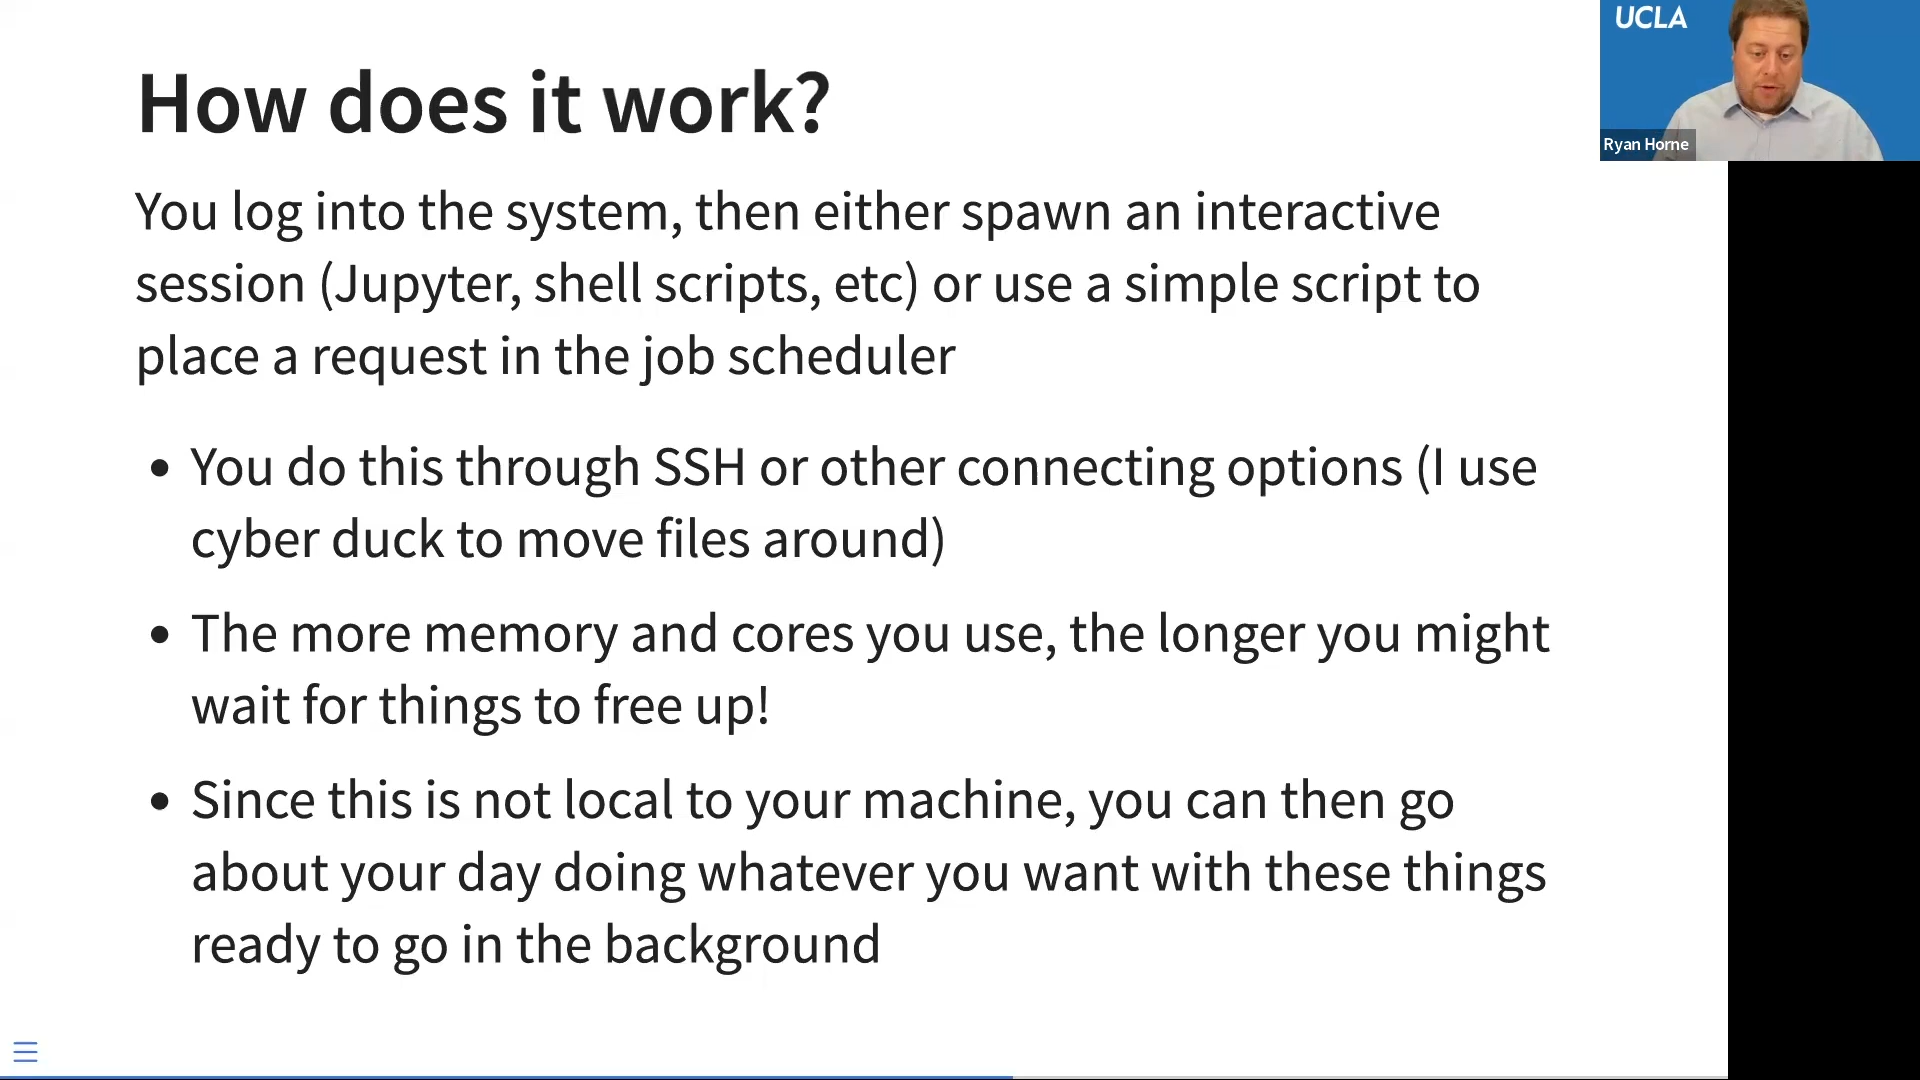 How does it work?
You log into the system, then either spawn an interactive
session (Jupyter, shell scripts, etc) or use a simple script to
place a request in the job scheduler
• You do this through SSH or other connecting options (I use
cyber duck to move files around)
• The more memory and cores you use, the longer you might
wait for things to free up!
• Since this is not local to your machine, you can then go
about your day doing whatever you want with these things
ready to go in the background
UCLA
Ryan Horne